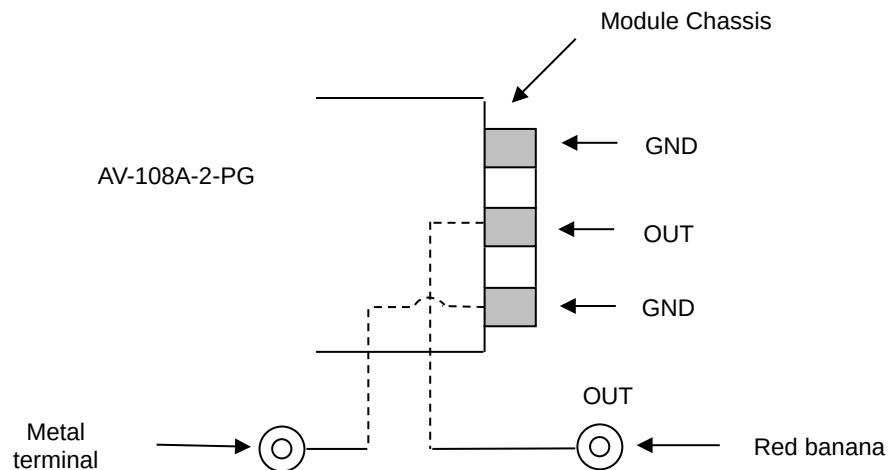 Module Chassis
GND
AV-108A-2-PG
OUT
GND
OUT
Metal
terminal
Red banana